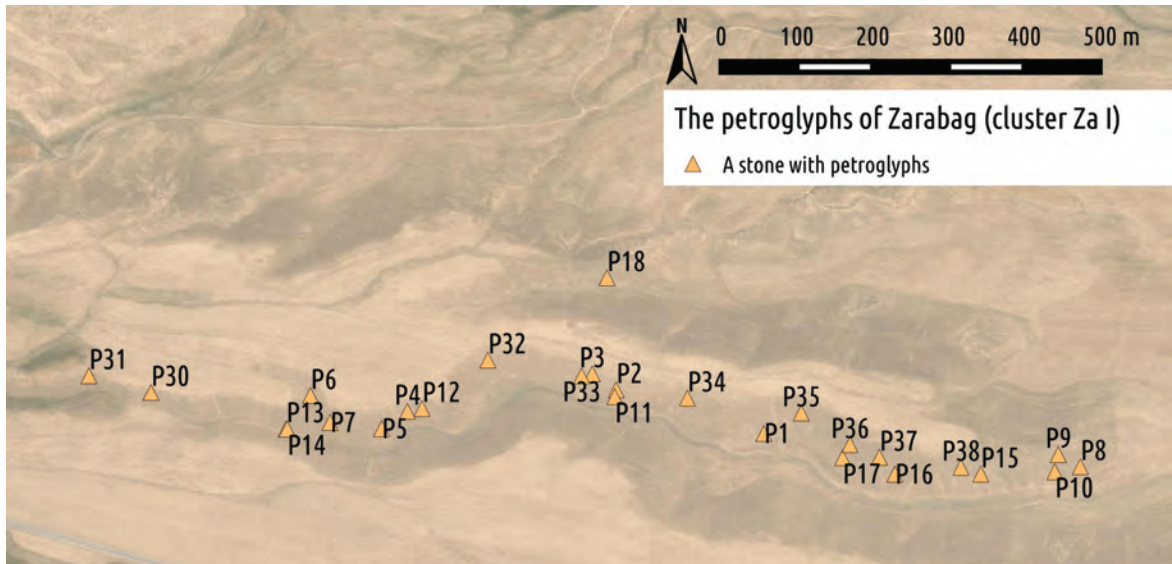 N
0 100 200 300 400 500 m
The petroglyphs of Zarabag (cluster Za I)
A stone with petroglyphs
P18
P31
P30
P32
P3
P33
P2
P11
P34
P6
P13
P14
P7
P4
P12
P5
P35
P1
P36
P17
P37
P16
P38
P15
P9
P8
P10